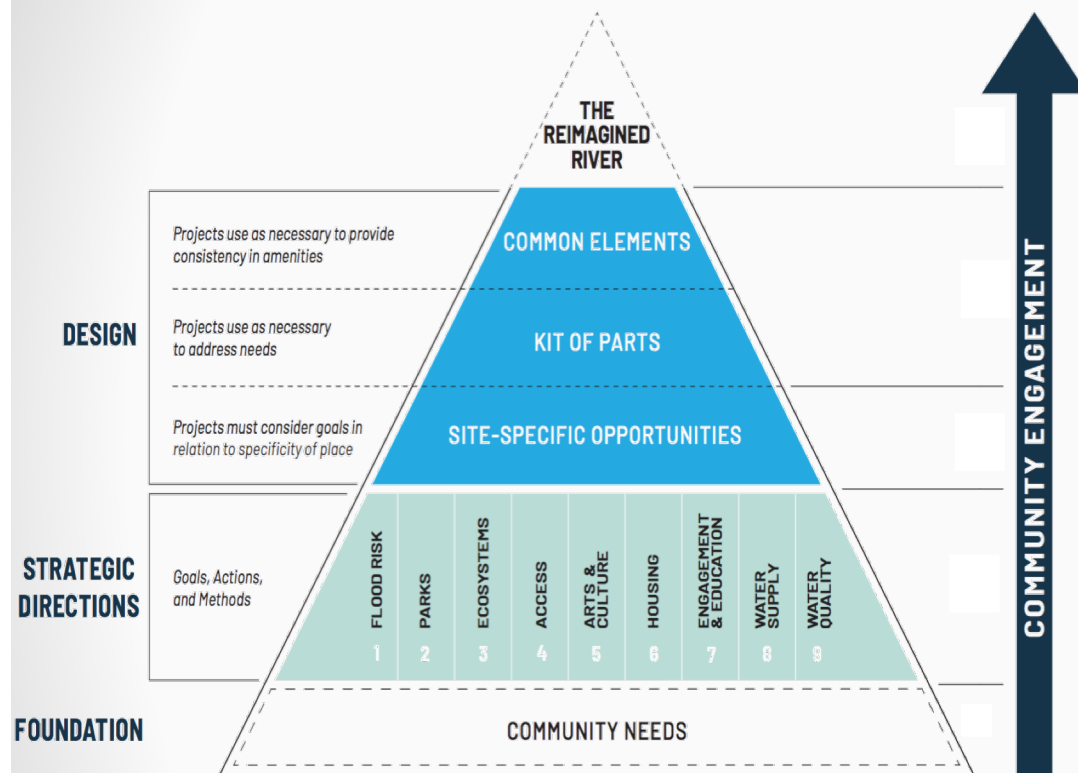 THE
REIMAGINED
RIVER
DESIGN
Projects use as necessary to provide
consistency in amenities
COMMON ELEMENTS
Projects use as necessary
to address needs
KIT OF PARTS
Projects must consider goals in
relation to specificity of place
SITE-SPECIFIC OPPORTUNITIES
STRATEGIC
DIRECTIONS
Goals, Actions,
and Methods
FLOOD RISK
1
PARKS
2
ECOSYSTEMS
3
ACCESS
4
ARTS &
CULTURE
5
HOUSING
6
ENGAGEMENT
& EDUCATION
7
WATER
SUPPLY
8
WATER
QUALITY
9
FOUNDATION
COMMUNITY NEEDS
COMMUNITY ENGAGEMENT